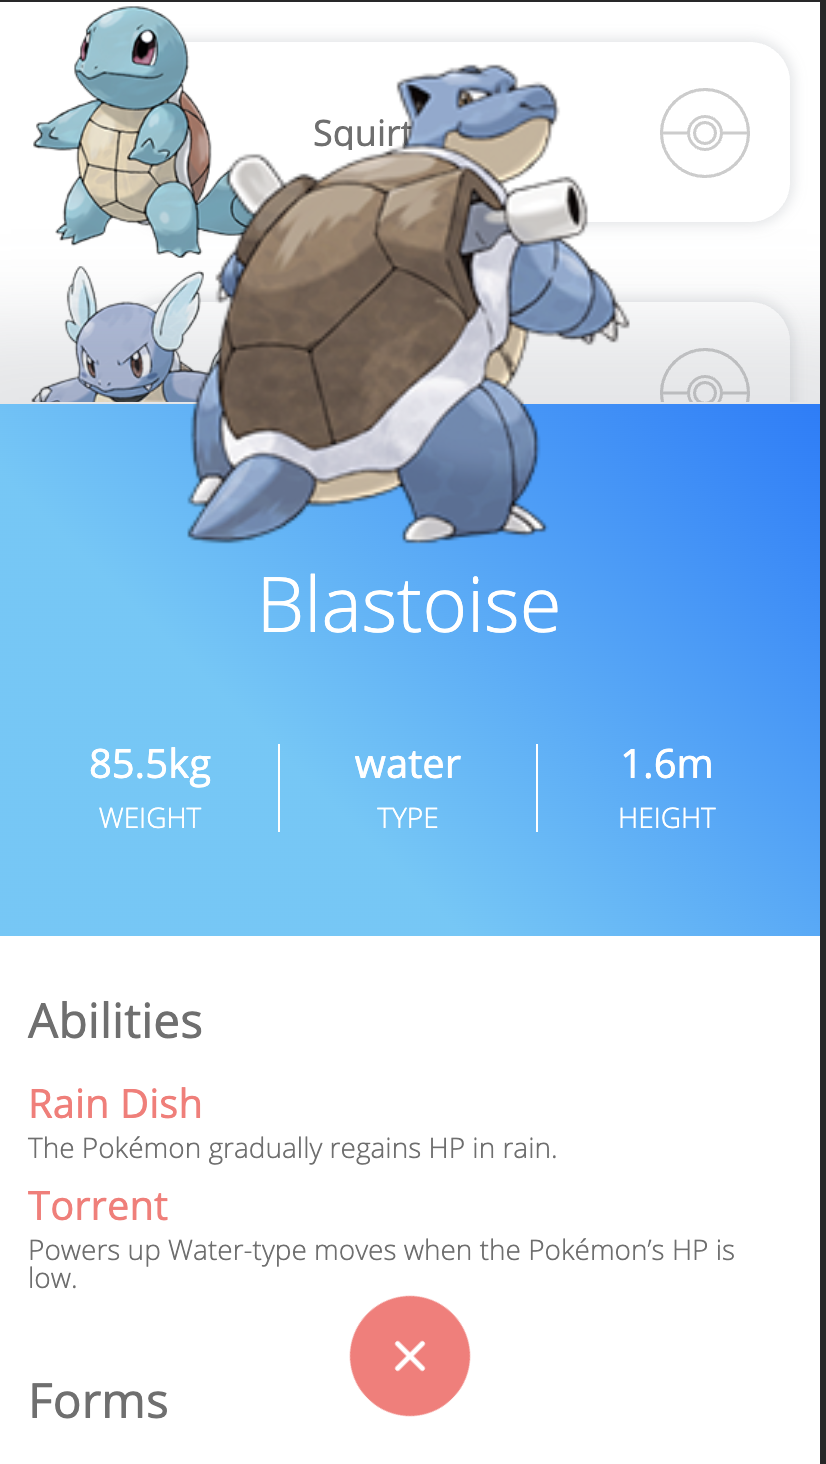 Squirt
Blastoise
85.5kg
WEIGHT
water
TYPE
1.6m
HEIGHT
Abilities
Rain Dish
The Pokémon gradually regains HP in rain.
Torrent
Powers up Water-type moves when the Pokémon’s HP is
low.
Forms